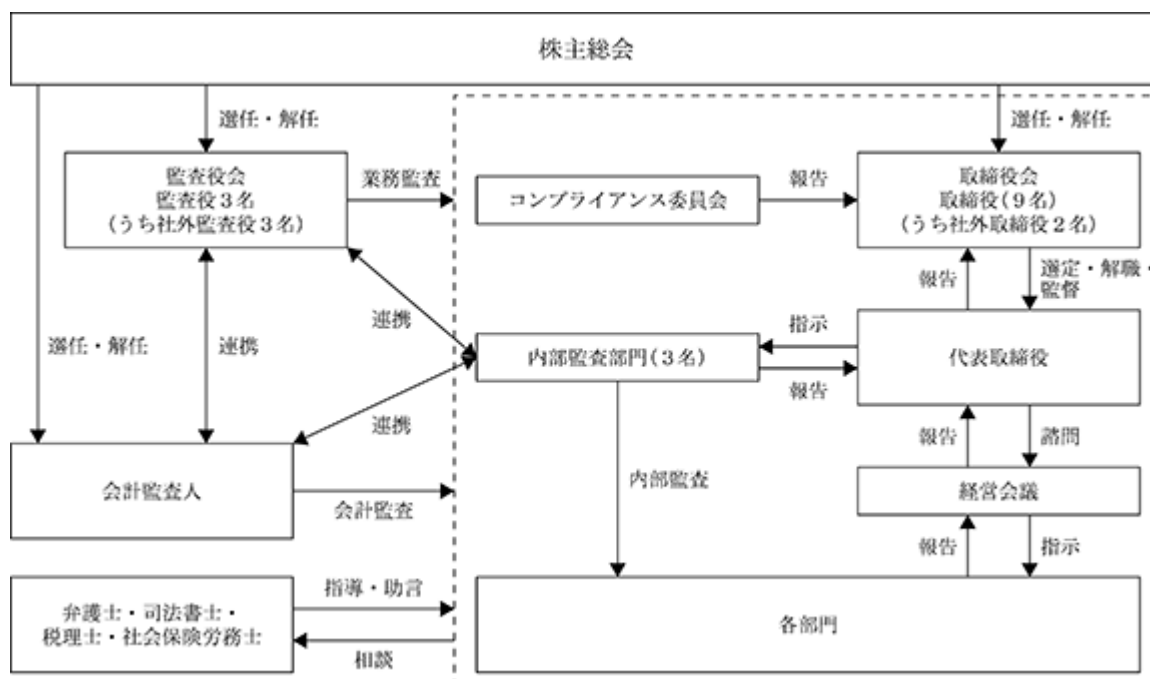 株主総会
選任・解任
選任・解任
監査役会
監査役3名
(うち社外監査役3名)
業務監査
コンプライアンス委員会
報告
取締役会
取締役(9名)
(うち社外取締役2名)
報告
選定・解職・
監督
選任・解任
連携
連携
内部監査部門(3名)
指示
報告
代表取締役
連携
報告
諮問
会計監査人
会計監査
内部監査
経営会議
報告
指示
弁護士・司法書士・
税理士・社会保険労務士
指導・助言
相談
各部門